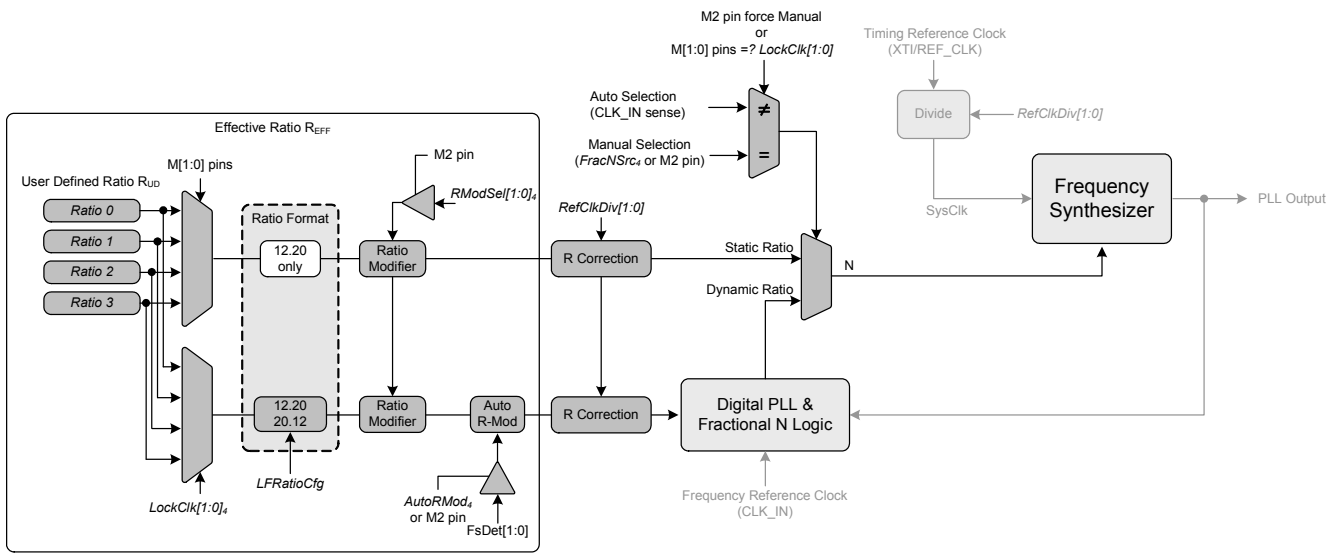 M2 pin force Manual
or
M[1:0] pins =? LockClk[1:0]
Timing Reference Clock
(XTI/REF_CLK)
Auto Selection
(CLK_IN sense)
≠
Divide
RefClkDiv[1:0]
Effective Ratio REFF
Manual Selection
(FracNSrc4 or M2 pin)
=
M2 pin
M[1:0] pins
User Defined Ratio RUD
RModSel[1:0]4
Frequency
Synthesizer
PLL Output
SysClk
Ratio 0
Ratio 1
Ratio 2
Ratio 3
Ratio Format
RefClkDiv[1:0]
12.20
only
Ratio
Modifier
R Correction
Static Ratio
N
Dynamic Ratio
12.20
20.12
Ratio
Modifier
Auto
R-Mod
R Correction
Digital PLL &
Fractional N Logic
LFRatioCfg
LockClk[1:0]4
AutoRMod4
or M2 pin
FsDet[1:0]
Frequency Reference Clock
(CLK_IN)